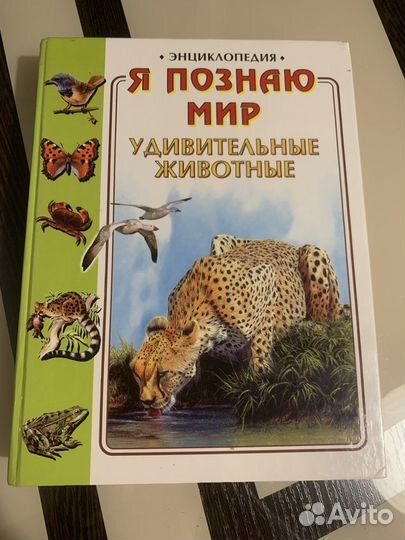 ЭНЦИКЛОПЕДИЯ
Я ПОЗНАЮ
МИР
УДИВИТЕЛЬНЫЕ
ЖИВОТНЫЕ
Avito